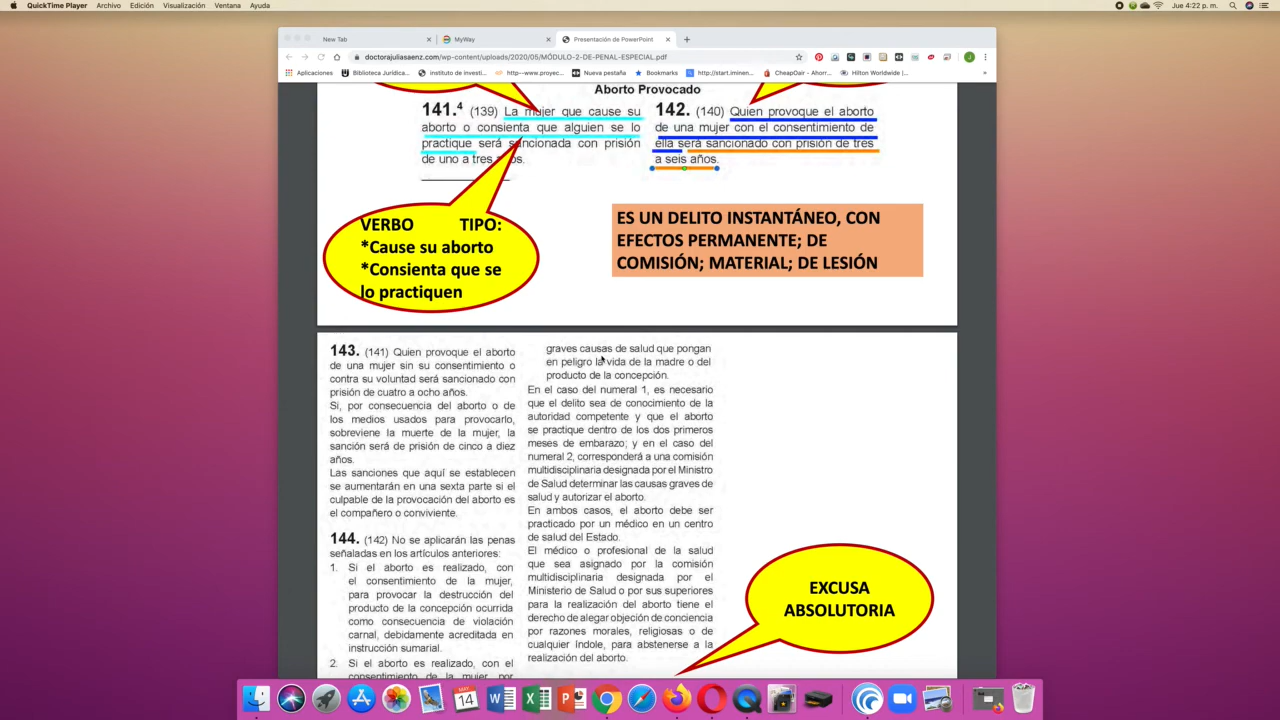 QuickTime Player Archivo Edición Visualización Ventana Ayuda
Jue 4:22 p. m.
New Tab
MyWay
Presentación de PowerPoint
doctorajuliasaenz.com/wp-content/uploads/2020/05/MÓDULO-2-DE-PENAL-ESPECIAL.pdf
Aplicaciones
Biblioteca Jurídica...
instituto de investi...
http--www.proyec...
Nueva pestaña
Bookmarks
http://start.iminen...
CheapOair - Ahorr...
Hilton Worldwide |...
»
Aborto Provocado
141.4 (139) La mujer que cause su
aborto o consienta que alguien se lo
practique será sancionada con prisión
de uno a tres años.
142. (140) Quien provoque el aborto
de una mujer con el consentimiento de
ella será sancionado con prisión de tres
a seis años.
VERBO TIPO:
*Cause su aborto
*Consienta que se
lo practiquen
ES UN DELITO INSTANTÁNEO, CON
EFECTOS PERMANENTE; DE
COMISIÓN; MATERIAL; DE LESIÓN
143. (141) Quien provoque el aborto
de una mujer sin su consentimiento o
contra su voluntad será sancionado con
prisión de cuatro a ocho años.
Si, por consecuencia del aborto o de
los medios usados para provocarlo,
sobreviene la muerte de la mujer, la
sanción será de prisión de cinco a diez
años.
Las sanciones que aquí se establecen
se aumentarán en una sexta parte si el
culpable de la provocación del aborto es
el compañero o conviviente.
144. (142) No se aplicarán las penas
señaladas en los artículos anteriores:
1. Si el aborto es realizado, con
el consentimiento de la mujer,
para provocar la destrucción del
producto de la concepción ocurrida
como consecuencia de violación
carnal, debidamente acreditada en
instrucción sumarial.
2. Si el aborto es realizado, con el
consentimiento de la mujer, por
graves causas de salud que pongan
en peligro la vida de la madre o del
producto de la concepción.
En el caso del numeral 1, es necesario
que el delito sea de conocimiento de la
autoridad competente y que el aborto
se practique dentro de los dos primeros
meses de embarazo; y en el caso del
numeral 2, corresponderá a una comisión
multidisciplinaria designada por el Ministro
de Salud determinar las causas graves de
salud y autorizar el aborto.
En ambos casos, el aborto debe ser
practicado por un médico en un centro
de salud del Estado.
El médico o profesional de la salud
que sea asignado por la comisión
multidisciplinaria designada por el
Ministerio de Salud o por sus superiores
para la realización del aborto tiene el
derecho de alegar objeción de conciencia
por razones morales, religiosas o de
cualquier índole, para abstenerse a la
realización del aborto.
EXCUSA
ABSOLUTORIA
MAY
14